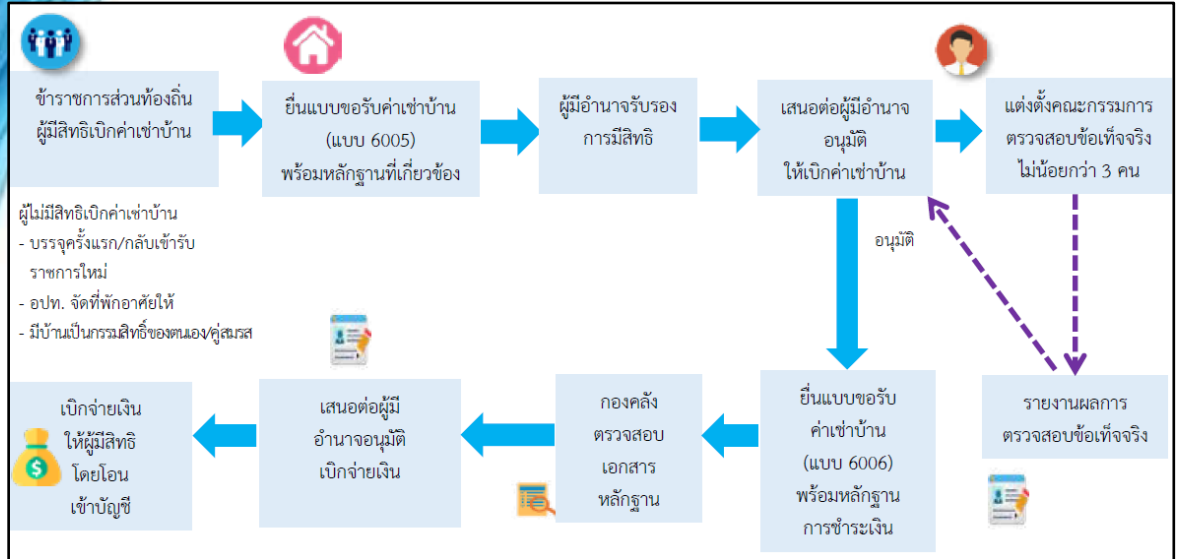 ข้าราชการส่วนท้องถิ่น
ผู้มีสิทธิเบิกค่าเช่าบ้าน
ยื่นแบบขอรับค่าเช่าบ้าน
(แบบ 6005)
พร้อมหลักฐานที่เกี่ยวข้อง
ผู้มีอำนาจรับรอง
การมีสิทธิ
เสนอต่อผู้มีอำนาจ
อนุมัติ
ให้เบิกค่าเช่าบ้าน
แต่งตั้งคณะกรรมการ
ตรวจสอบข้อเท็จจริง
ไม่น้อยกว่า 3 คน
ผู้ไม่มีสิทธิเบิกค่าเช่าบ้าน
- บรรจุครั้งแรก/กลับเข้ารับ
ราชการใหม่
- อปท. จัดที่พักอาศัยให้
- มีบ้านเป็นกรรมสิทธิ์ของตนเอง/คู่สมรส
อนุมัติ
รายงานผลการ
ตรวจสอบข้อเท็จจริง
ยื่นแบบขอรับ
ค่าเช่าบ้าน
(แบบ 6006)
พร้อมหลักฐาน
การชำระเงิน
กองคลัง
ตรวจสอบ
เอกสาร
หลักฐาน
เสนอต่อผู้มี
อำนาจอนุมัติ
เบิกจ่ายเงิน
เบิกจ่ายเงิน
ให้ผู้มีสิทธิ
โดยโอน
เข้าบัญชี